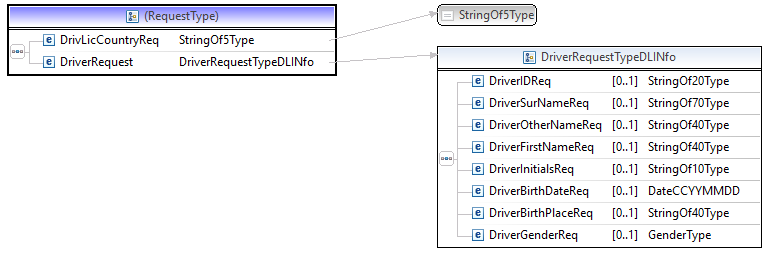 (RequestType)
DrivLicCountryReq StringOf5Type
DriverRequest DriverRequestTypeDLINfo
StringOf5Type
DriverRequestTypeDLINfo
DriverIDReq [0..1] StringOf20Type
DriverSurNameReq [0..1] StringOf70Type
DriverOtherNameReq [0..1] StringOf40Type
DriverFirstNameReq [0..1] StringOf40Type
DriverInitialsReq [0..1] StringOf10Type
DriverBirthDateReq [0..1] DateCCYYMMDD
DriverBirthPlaceReq [0..1] StringOf40Type
DriverGenderReq [0..1] GenderType